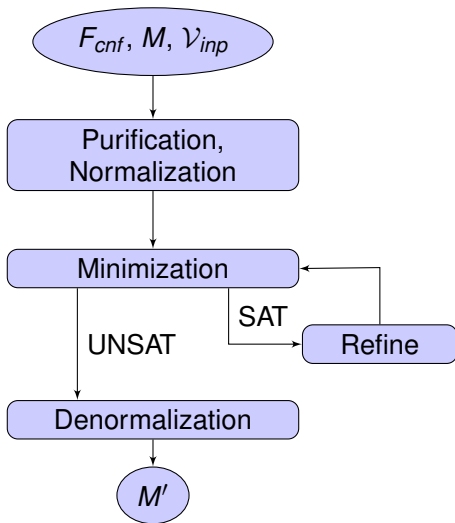 F_cnf, M, 𝒱_inp
Purification,
Normalization
Minimization
SAT
UNSAT
Refine
Denormalization
M′